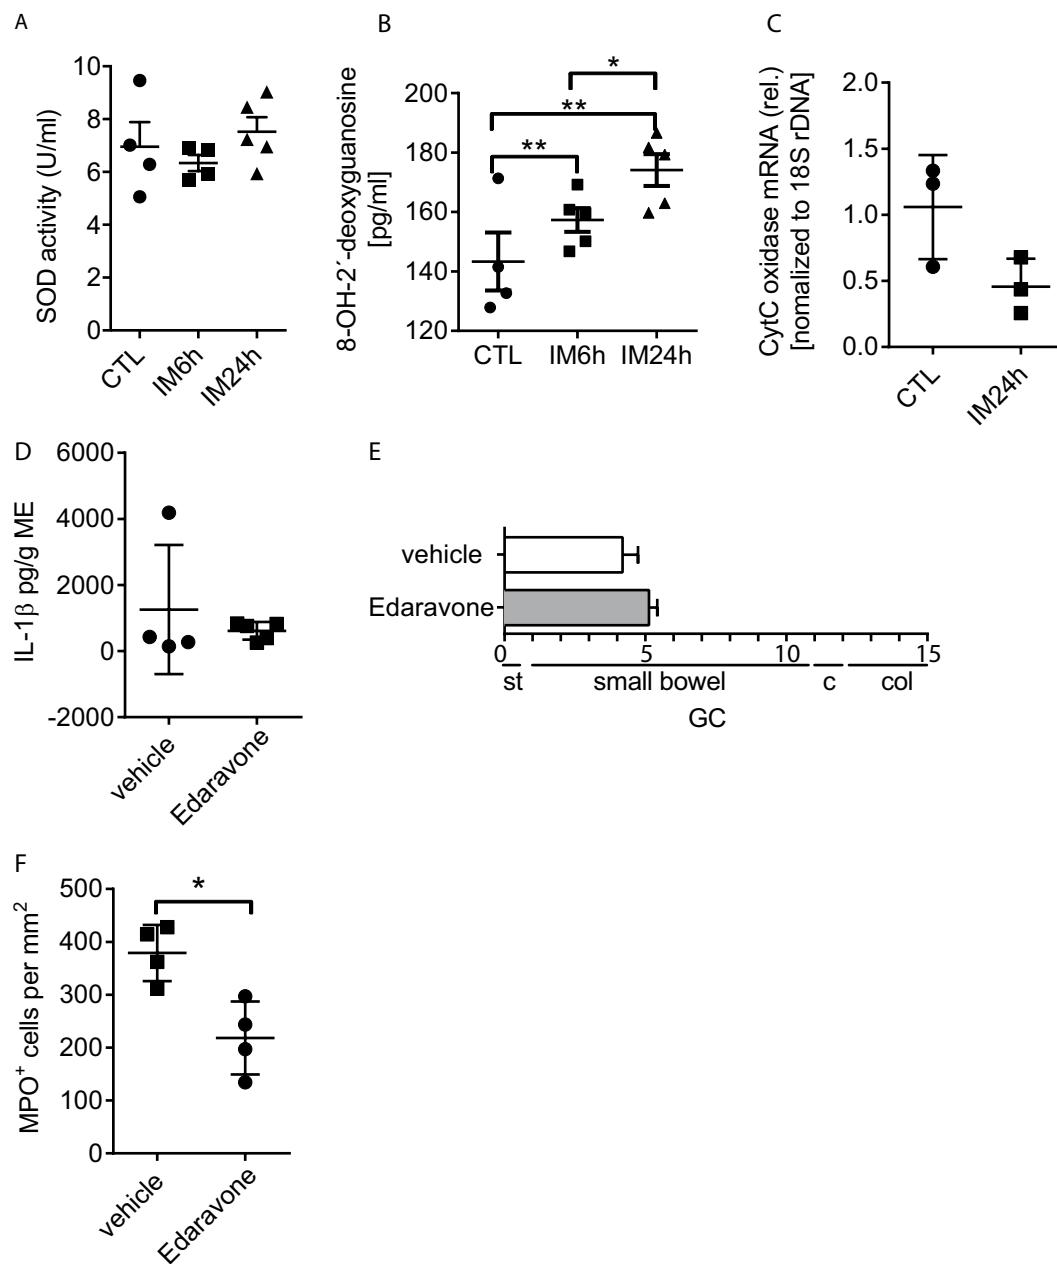 A
SOD activity (U/ml)
10
8
6
4
2
0
CTL
IM6h
IM24h
B
8-OH-2´-deoxyguanosine
[pg/ml]
200
180
160
140
120
*
**
**
CTL
IM6h
IM24h
C
CytC oxidase mRNA (rel.)
[nomalized to 18S rDNA]
2.0
1.5
1.0
0.5
0.0
CTL
IM24h
D
IL-1β pg/g ME
6000
4000
2000
0
-2000
vehicle
Edaravone
E
vehicle
Edaravone
0 5 10 15
st small bowel c col
GC
F
MPO⁺ cells per mm²
500
400
300
200
100
0
*
vehicle
Edaravone